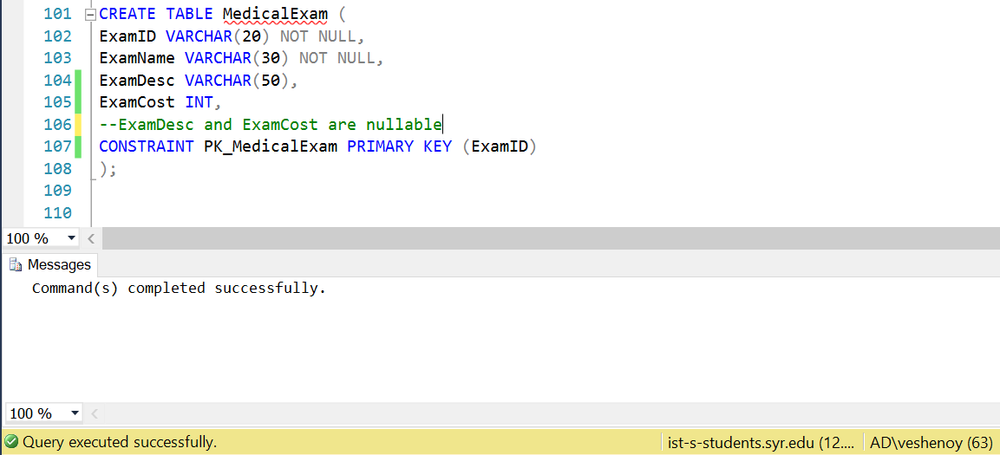 101 CREATE TABLE MedicalExam (
102 ExamID VARCHAR(20) NOT NULL,
103 ExamName VARCHAR(30) NOT NULL,
104 ExamDesc VARCHAR(50),
105 ExamCost INT,
106 --ExamDesc and ExamCost are nullable
107 CONSTRAINT PK_MedicalExam PRIMARY KEY (ExamID)
108 );
109
110
100 %
Messages
Command(s) completed successfully.
100 %
Query executed successfully. ist-s-students.syr.edu (12.... AD\veshenoy (63)